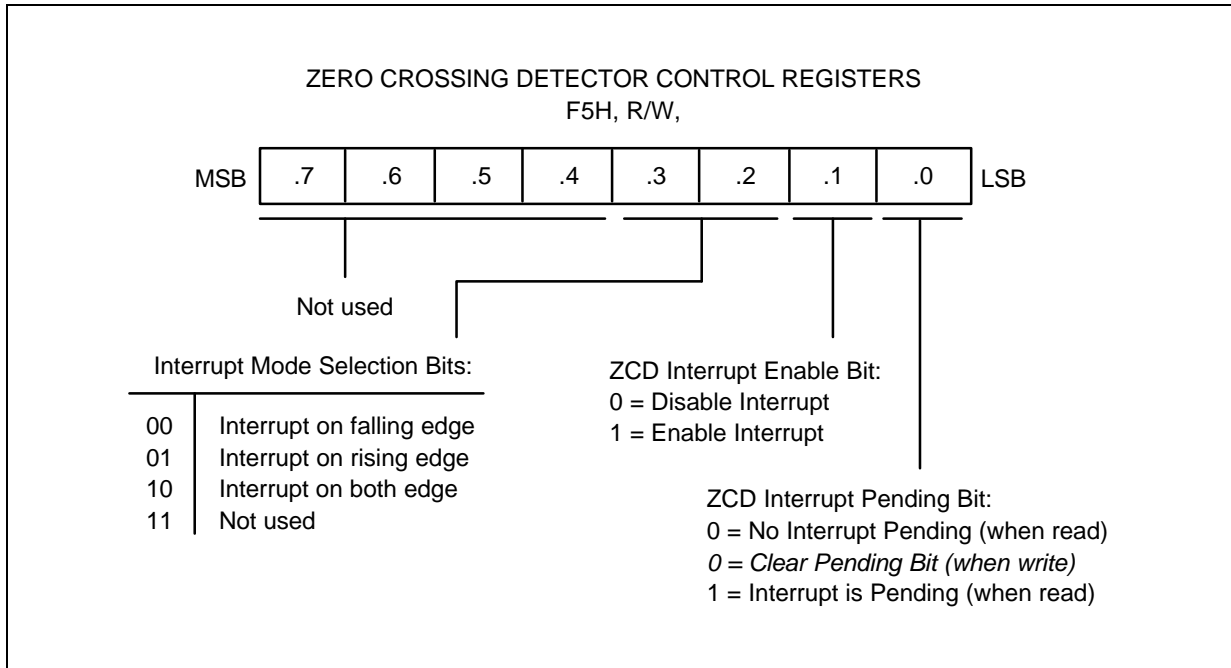 ZERO CROSSING DETECTOR CONTROL REGISTERS
F5H, R/W,
MSB .7 .6 .5 .4 .3 .2 .1 .0 LSB
Not used
Interrupt Mode Selection Bits:
00 Interrupt on falling edge
01 Interrupt on rising edge
10 Interrupt on both edge
11 Not used
ZCD Interrupt Enable Bit:
0 = Disable Interrupt
1 = Enable Interrupt
ZCD Interrupt Pending Bit:
0 = No Interrupt Pending (when read)
0 = Clear Pending Bit (when write)
1 = Interrupt is Pending (when read)